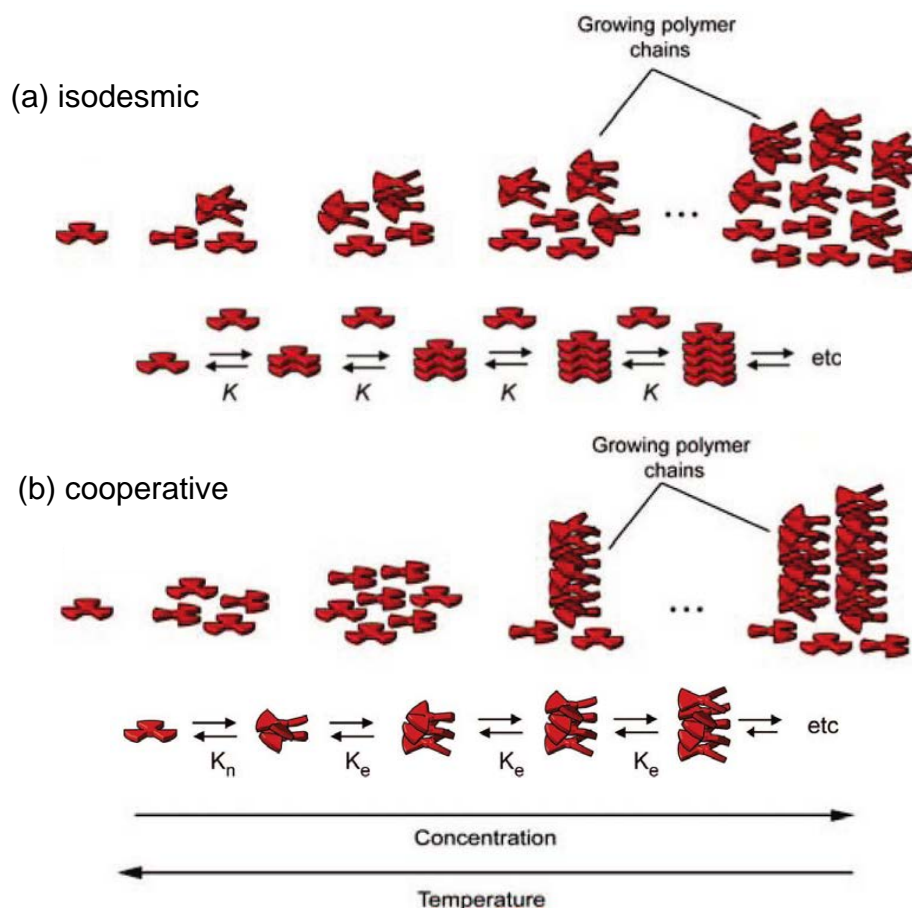 Growing polymer
chains
(a) isodesmic
...
K K K K
etc
Growing polymer
chains
(b) cooperative
...
Kn Ke Ke Ke
etc
Concentration
Temperature